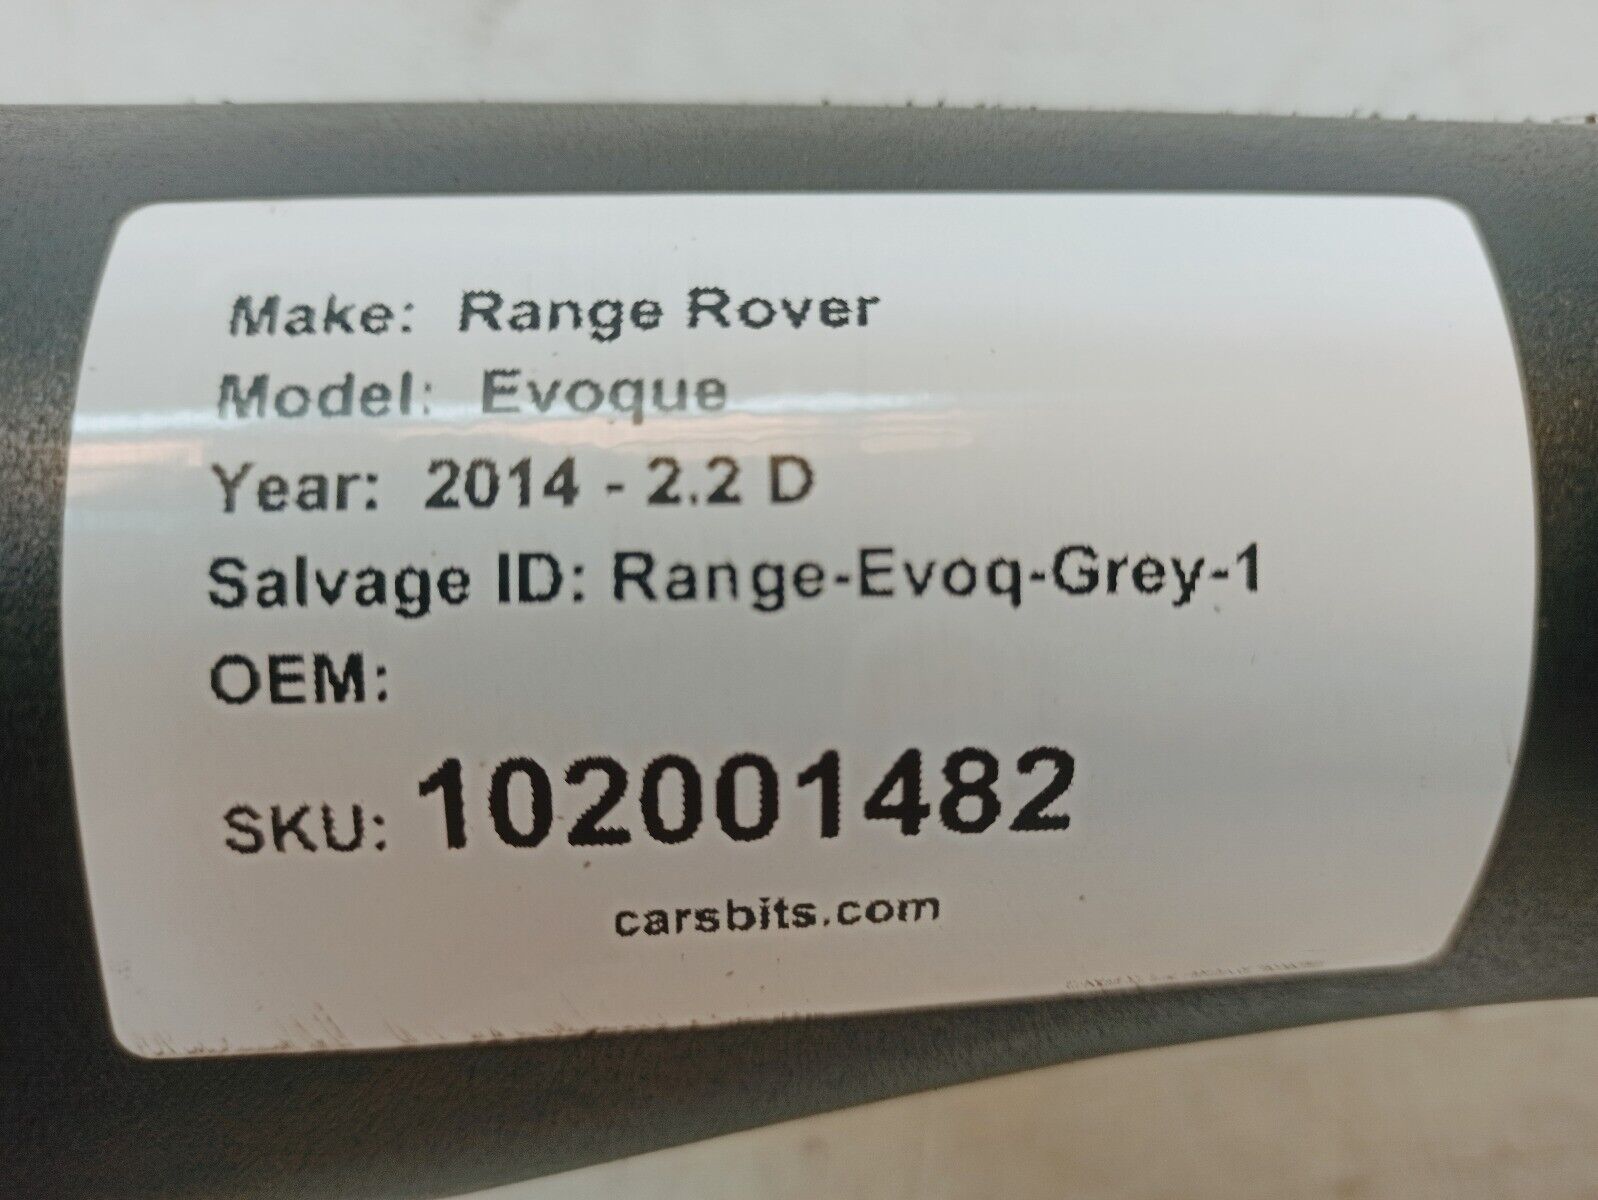 Make: Range Rover
Model: Evoque
Year: 2014 - 2.2 D
Salvage ID: Range-Evoq-Grey-1
OEM:
SKU: 102001482
carsbits.com